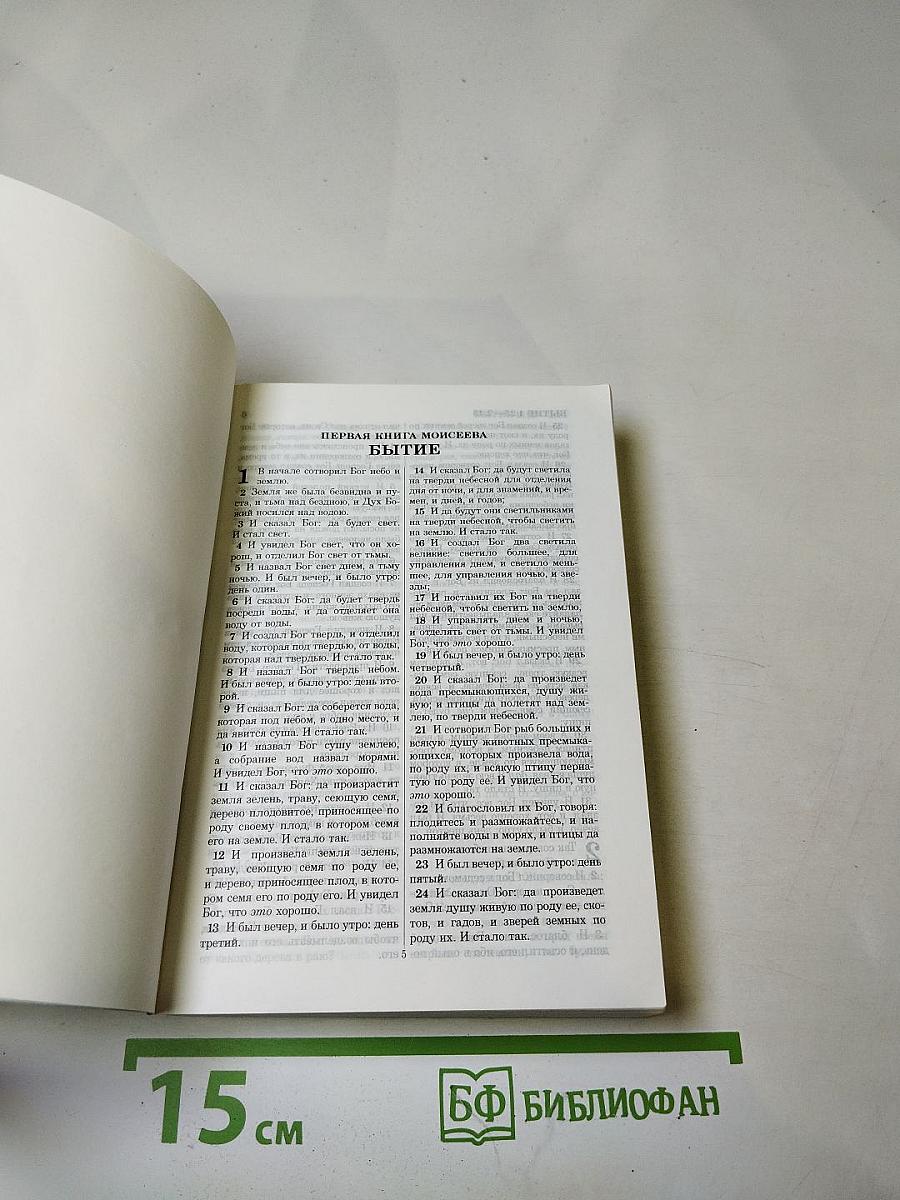 ПЕРВАЯ КНИГА МОИСЕЕВА
БЫТИЕ
1 В начале сотворил Бог небо и
землю.
2 Земля же была безвидна и пу-
ста, и тьма над бездною, и Дух Бо-
жий носился над водою.
3 И сказал Бог: да будет свет.
И стал свет.
4 И увидел Бог свет, что он хо-
рош, и отделил Бог свет от тьмы.
5 И назвал Бог свет днем, а тьму
ночью. И был вечер, и было утро:
день один.
6 И сказал Бог: да будет твердь
посреди воды, и да отделяет она
воду от воды.
7 И создал Бог твердь, и отделил
воду, которая под твердью, от воды,
которая над твердью. И стало так.
8 И назвал Бог твердь небом.
И был вечер, и было утро: день вто-
рой.
9 И сказал Бог: да соберется вода,
которая под небом, в одно место, и
да явится суша. И стало так.
10 И назвал Бог сушу землею,
а собрание вод назвал морями.
И увидел Бог, что это хорошо.
11 И сказал Бог: да произрастит
земля зелень, траву, сеющую семя,
дерево плодовитое, приносящее по
роду своему плод, в котором семя
его на земле. И стало так.
12 И произвела земля зелень,
траву, сеющую семя по роду ее,
и дерево, приносящее плод, в кото-
ром семя его по роду его. И увидел
Бог, что это хорошо.
13 И был вечер, и было утро: день
третий.
14 И сказал Бог: да будут светила
на тверди небесной для отделения
дня от ночи, и для знамений, и вре-
мен, и дней, и годов;
15 И да будут они светильниками
на тверди небесной, чтобы светить
на землю. И стало так.
16 И создал Бог два светила
великие: светило большее, для
управления днем, и светило мень-
шее, для управления ночью, и зве-
зды;
17 И поставил их Бог на тверди
небесной, чтобы светить на землю,
18 И управлять днем и ночью,
и отделять свет от тьмы. И увидел
Бог, что это хорошо.
19 И был вечер, и было утро: день
четвертый.
20 И сказал Бог: да произведет
вода пресмыкающихся, душу жи-
вую; и птицы да полетят над зем-
лею, по тверди небесной.
21 И сотворил Бог рыб больших и
всякую душу животных пресмыка-
ющихся, которых произвела вода,
по роду их, и всякую птицу перна-
тую по роду ее. И увидел Бог, что
это хорошо.
22 И благословил их Бог, говоря:
плодитесь и размножайтесь, и на-
полняйте воды в морях, и птицы да
размножаются на земле.
23 И был вечер, и было утро: день
пятый.
24 И сказал Бог: да произведет
земля душу живую по роду ее, ско-
тов, и гадов, и зверей земных по
роду их. И стало так.
5
15 см
БФ БИБЛИОФАН